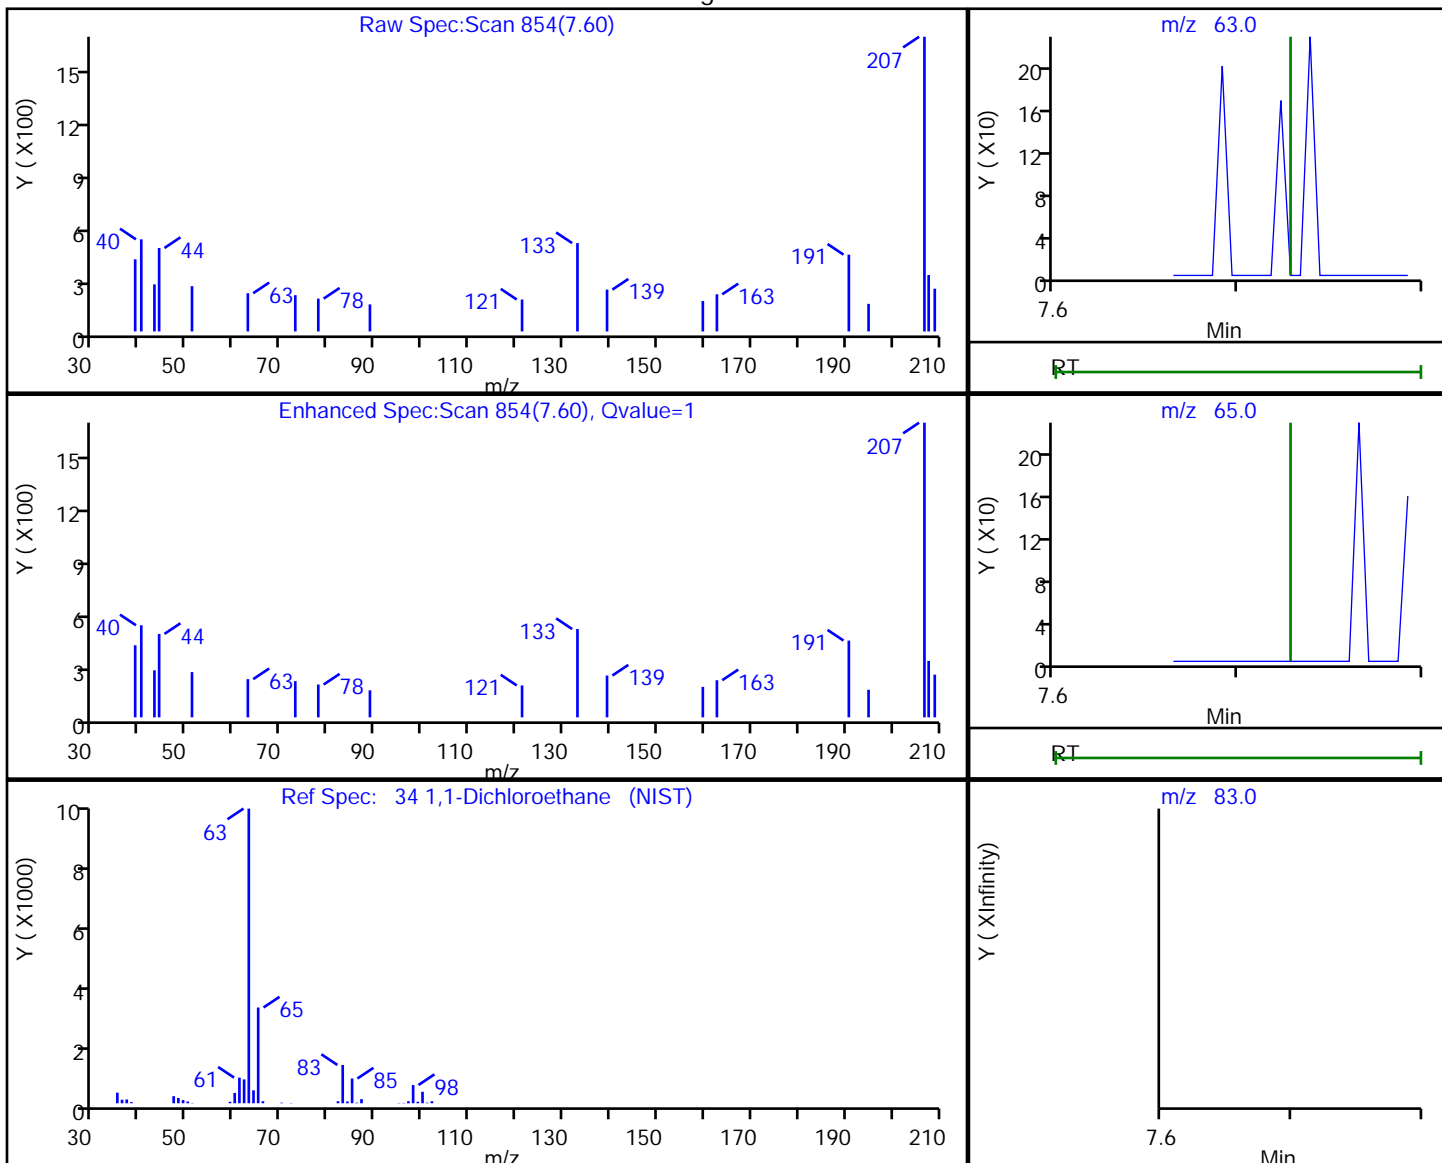 Raw Spec:Scan 854(7.60)
207
Y ( X100)
15
12
9
6
3
0
40
44
63
78
121
133
139
163
191
30 50 70 90 110 130 150 170 190 210
m/z
m/z 63.0
Y ( X10)
20
16
12
8
4
0
7.6
Min
RT
Enhanced Spec:Scan 854(7.60), Qvalue=1
207
Y ( X100)
15
12
9
6
3
0
40
44
63
78
121
133
139
163
191
30 50 70 90 110 130 150 170 190 210
m/z
m/z 65.0
Y ( X10)
20
16
12
8
4
0
7.6
Min
RT
Ref Spec: 34 1,1-Dichloroethane (NIST)
Y ( X1000)
10
8
6
4
2
0
63
65
61
83
85
98
30 50 70 90 110 130 150 170 190 210
m/z
m/z 83.0
Y ( XInfinity)
7.6
Min